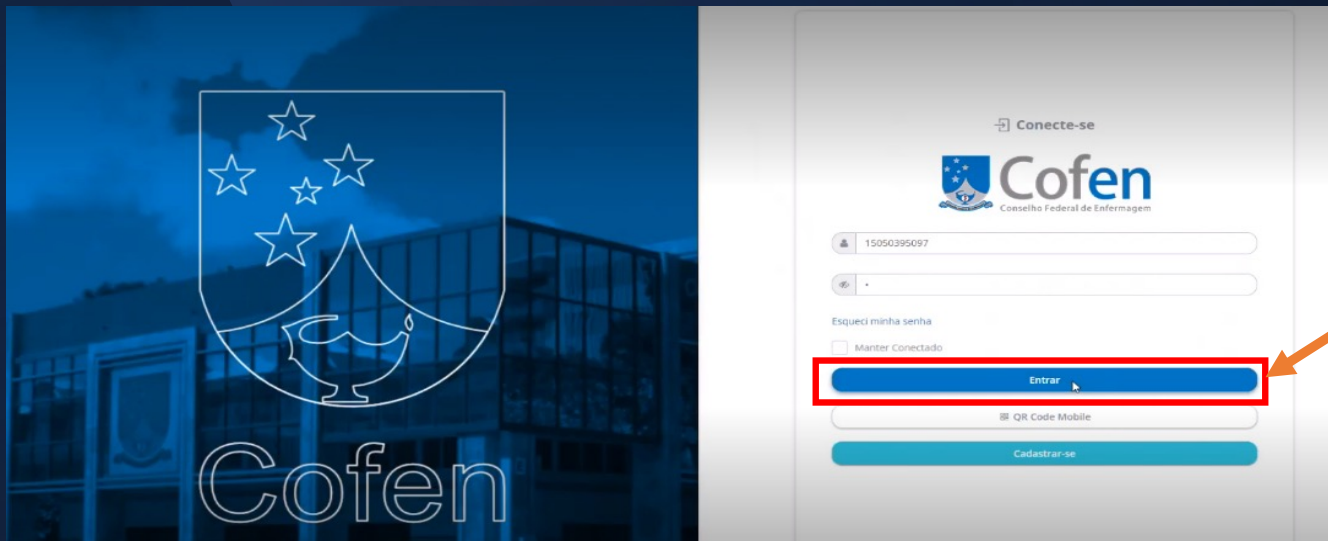 Cofen
Conecte-se
Cofen
Conselho Federal de Enfermagem
15050395097
Esqueci minha senha
Manter Conectado
Entrar
QR Code Mobile
Cadastrar-se